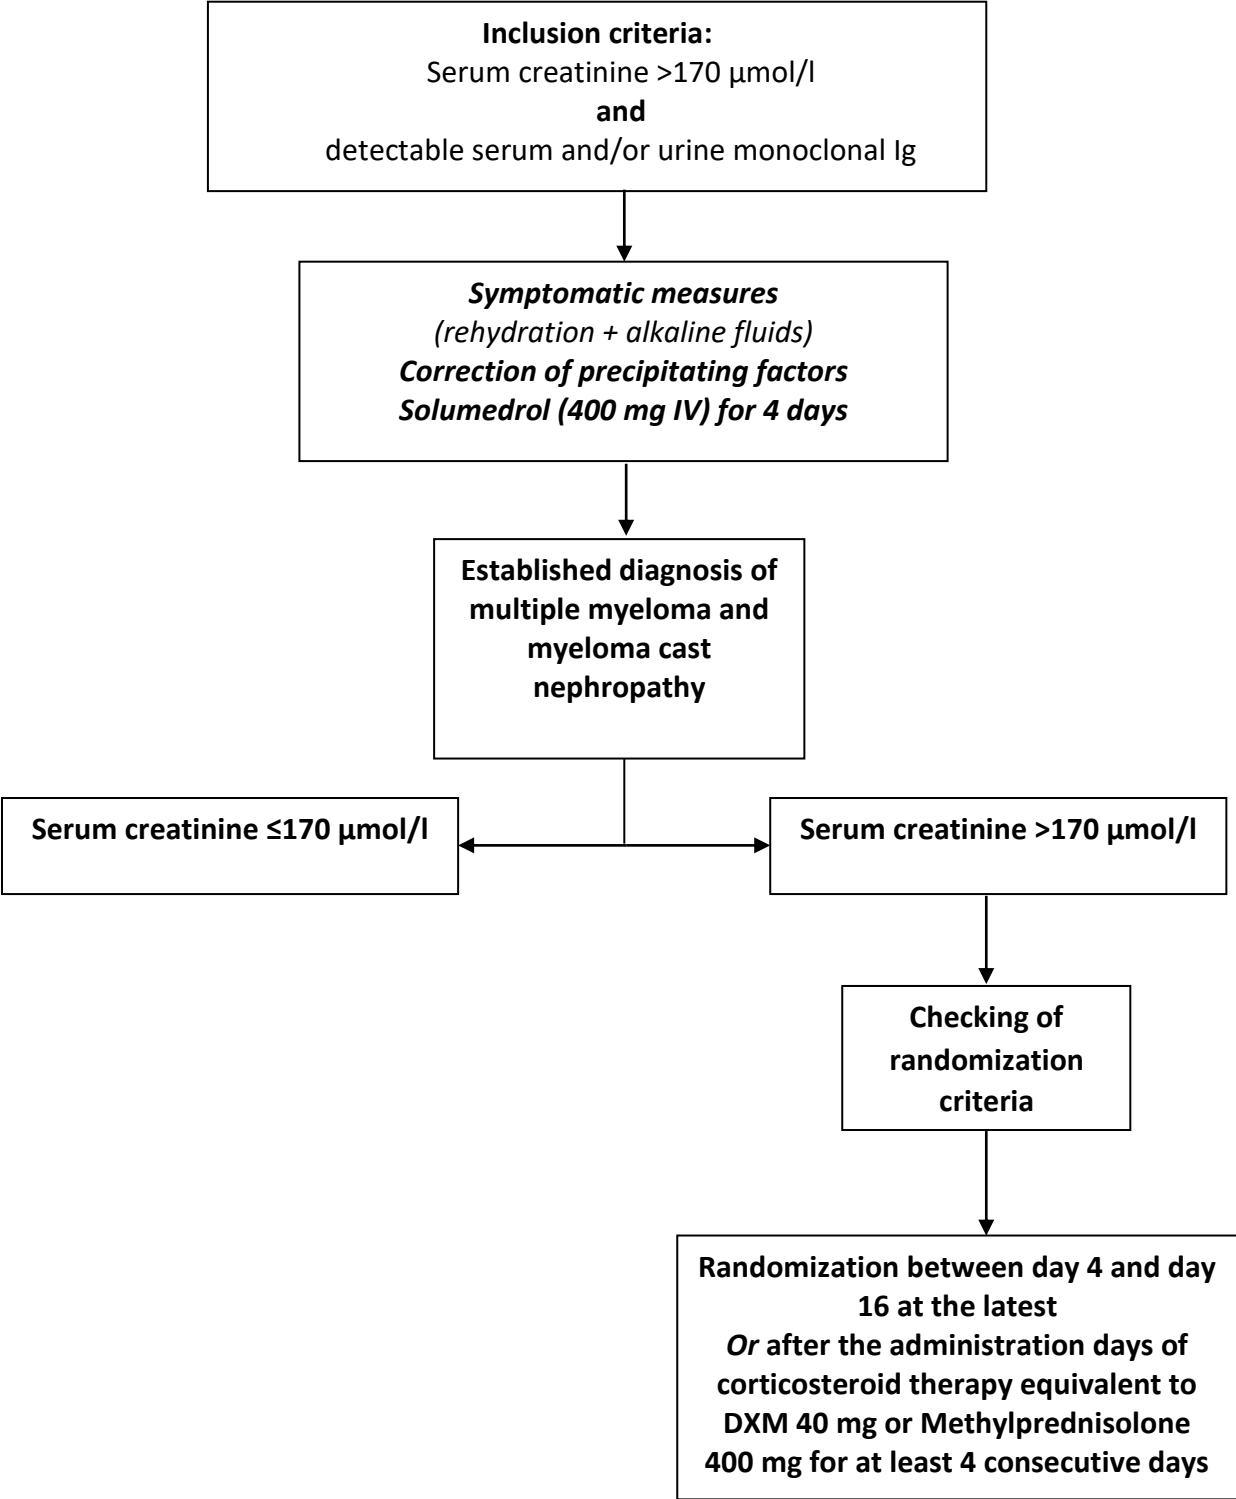 Inclusion criteria:
Serum creatinine >170 µmol/l
and
detectable serum and/or urine monoclonal Ig
Symptomatic measures
(rehydration + alkaline fluids)
Correction of precipitating factors
Solumedrol (400 mg IV) for 4 days
Established diagnosis of
multiple myeloma and
myeloma cast
nephropathy
Serum creatinine ≤170 µmol/l
Serum creatinine >170 µmol/l
Checking of
randomization
criteria
Randomization between day 4 and day
16 at the latest
Or after the administration days of
corticosteroid therapy equivalent to
DXM 40 mg or Methylprednisolone
400 mg for at least 4 consecutive days